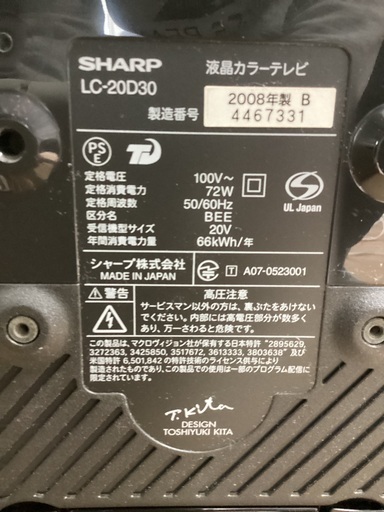 SHARP 液晶カラーテレビ
LC-20D30
製造番号 2008年製 B
4467331
PS
E
定格電圧 100V~
定格消費電力 72W
定格周波数 50/60Hz
区分名 BEE
受信機型サイズ 20V
年間消費電力量 66kWh/年
UL Japan
シャープ株式会社
MADE IN JAPAN
T A07-0523001
警告 高圧注意
サービスマン以外の方は、裏ぶたをあけないで
ください。内部には高電圧部分が数多く
あり、万一さわると危険です。
この製品は、マクロヴィジョン社が保有する日本特許 "2895629,
3272363, 3425850, 3517672, 3613333, 3803638" 及び
米国特許 6,501,842 の特許技術のライセンス供与に基づき
製造されたものであり、この製品の使用は一部のプログラム配信
に限定されます。
T. Kita
DESIGN
TOSHIYUKI KITA